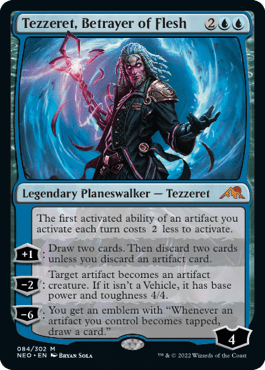 Tezzeret, Betrayer of Flesh 2
Legendary Planeswalker — Tezzeret
The first activated ability of an artifact you
activate each turn costs 2 less to activate.
+1: Draw two cards. Then discard two cards
unless you discard an artifact card.
Target artifact becomes an artifact
-2: creature. If it isn't a Vehicle, it has base
power and toughness 4/4.
-6: You get an emblem with "Whenever an
artifact you control becomes tapped,
draw a card."
4
084/302 M
NEO • EN BRYAN SOLA
™ & © 2022 Wizards of the Coast